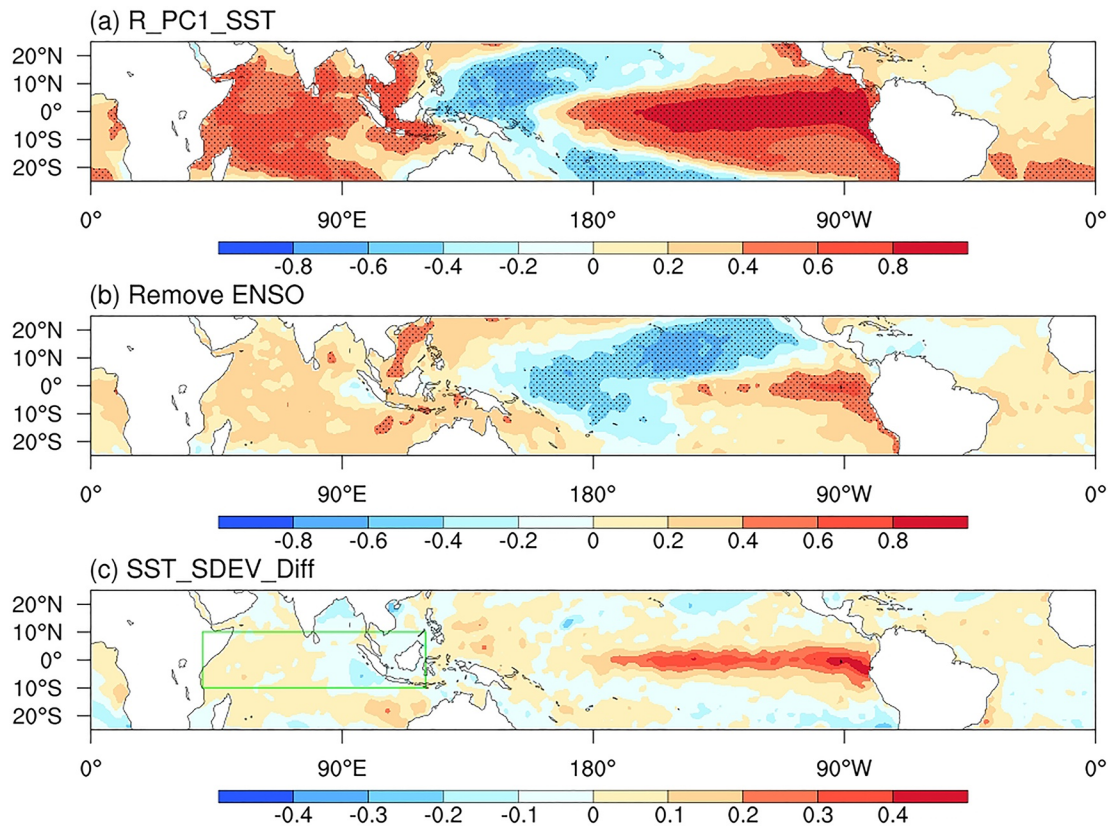 (a) R_PC1_SST
20°N
10°N
0°
10°S
20°S
0° 90°E 180° 90°W 0°
-0.8 -0.6 -0.4 -0.2 0 0.2 0.4 0.6 0.8
(b) Remove ENSO
20°N
10°N
0°
10°S
20°S
0° 90°E 180° 90°W 0°
-0.8 -0.6 -0.4 -0.2 0 0.2 0.4 0.6 0.8
(c) SST_SDEV_Diff
20°N
10°N
0°
10°S
20°S
0° 90°E 180° 90°W 0°
-0.4 -0.3 -0.2 -0.1 0 0.1 0.2 0.3 0.4